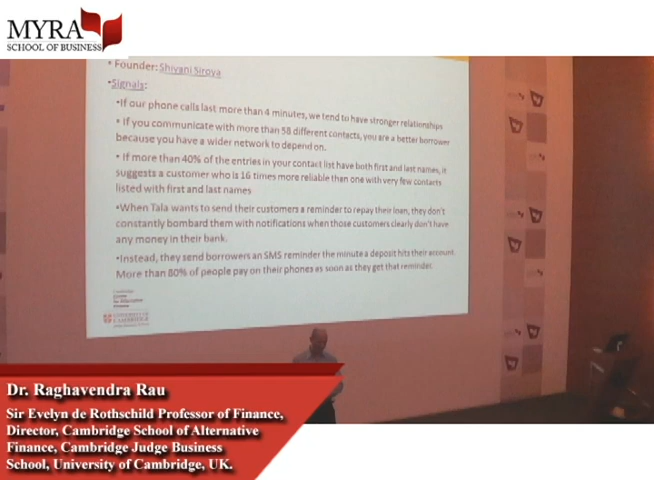 MYRA
SCHOOL OF BUSINESS
• Founder: Shivani Siroya
•Signals:
•If our phone calls last more than 4 minutes, we tend to have stronger relationships
• If you communicate with more than 58 different contacts, you are a better borrower
because you have a wider network to depend on.
• If more than 40% of the entries in your contact list have both first and last names, it
suggests a customer who is 16 times more reliable than one with very few contacts
listed with first and last names
•When Tala wants to send their customers a reminder to repay their loan, they don't
constantly bombard them with notifications when those customers clearly don't have
any money in their bank.
•Instead, they send borrowers an SMS reminder the minute a deposit hits their account.
More than 80% of people pay on their phones as soon as they get that reminder.
UNIVERSITY OF
CAMBRIDGE
Dr. Raghavendra Rau
Sir Evelyn de Rothschild Professor of Finance,
Director, Cambridge School of Alternative
Finance, Cambridge Judge Business
School, University of Cambridge, UK.